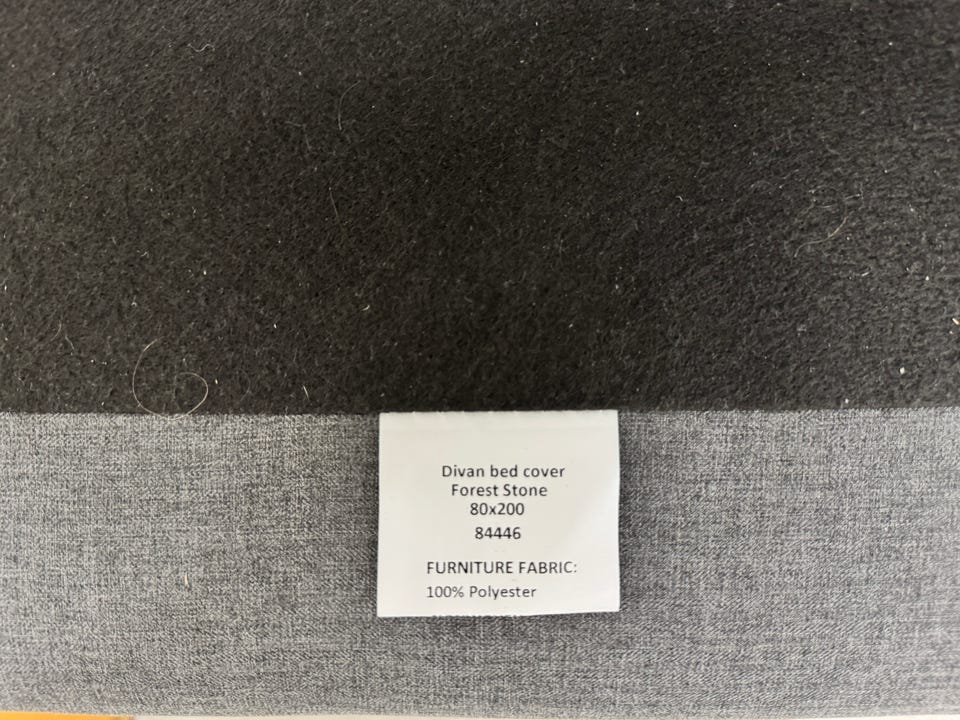 Divan bed cover
Forest Stone
80x200
84446
FURNITURE FABRIC:
100% Polyester